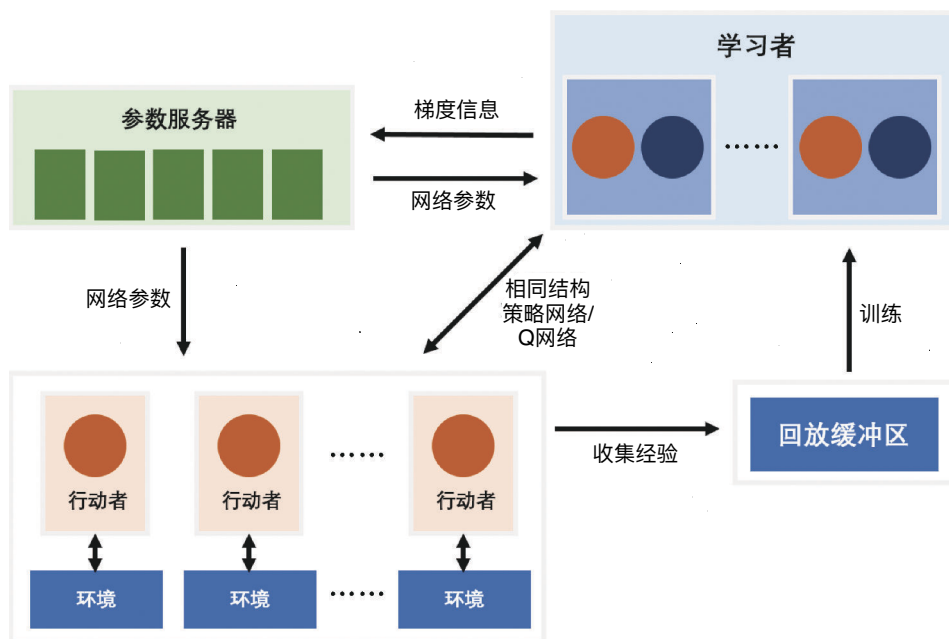 学习者
参数服务器
梯度信息
……
网络参数
网络参数
相同结构
策略网络/
Q网络
训练
行动者
行动者
……
行动者
收集经验
回放缓冲区
环境
环境
……
环境